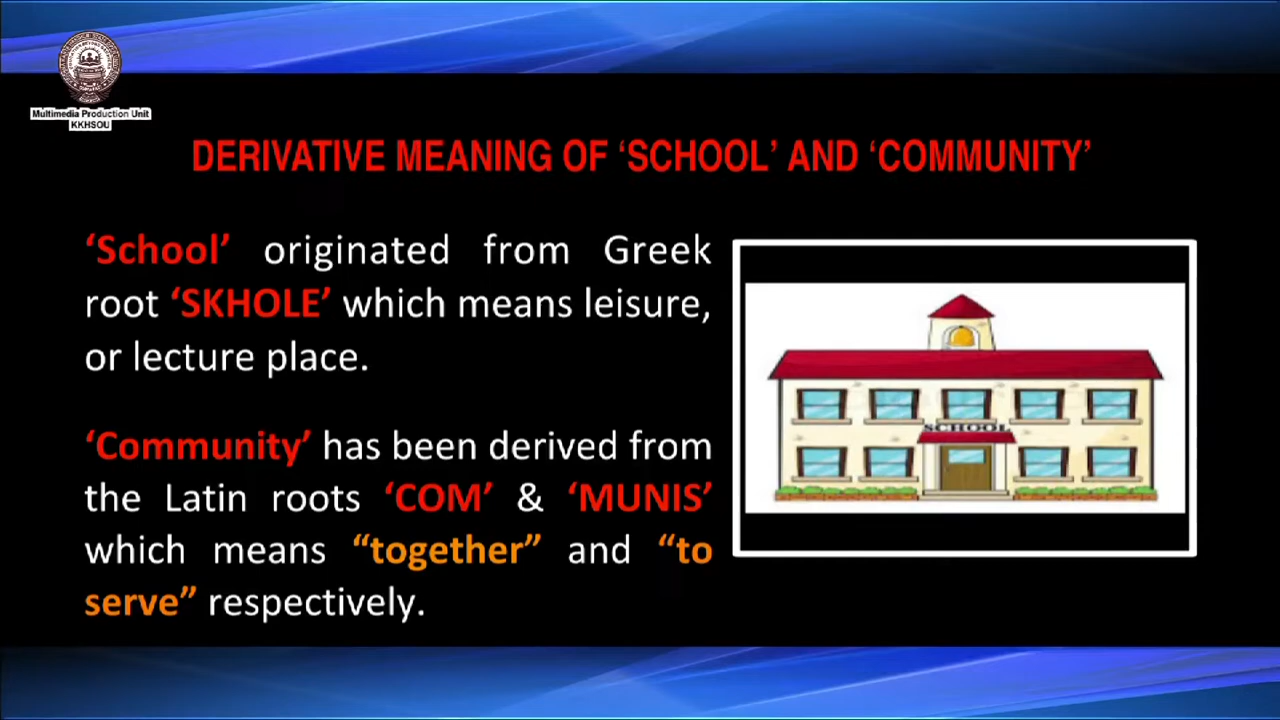 Multimedia Production Unit
KKHSOU
DERIVATIVE MEANING OF ‘SCHOOL’ AND ‘COMMUNITY’
‘School’ originated from Greek
root ‘SKHOLE’ which means leisure,
or lecture place.
‘Community’ has been derived from
the Latin roots ‘COM’ & ‘MUNIS’
which means “together” and “to
serve” respectively.
SCHOOL